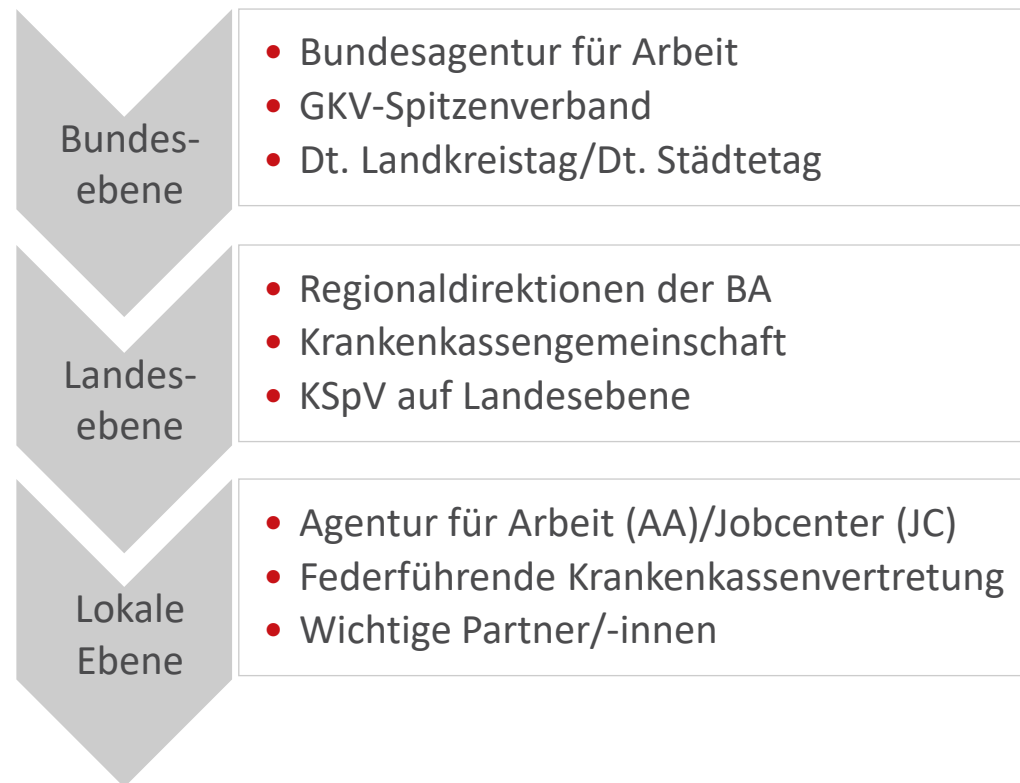 Bundes-
ebene
• Bundesagentur für Arbeit
• GKV-Spitzenverband
• Dt. Landkreistag/Dt. Städtetag
Landes-
ebene
• Regionaldirektionen der BA
• Krankenkassengemeinschaft
• KSpV auf Landesebene
Lokale
Ebene
• Agentur für Arbeit (AA)/Jobcenter (JC)
• Federführende Krankenkassenvertretung
• Wichtige Partner/-innen